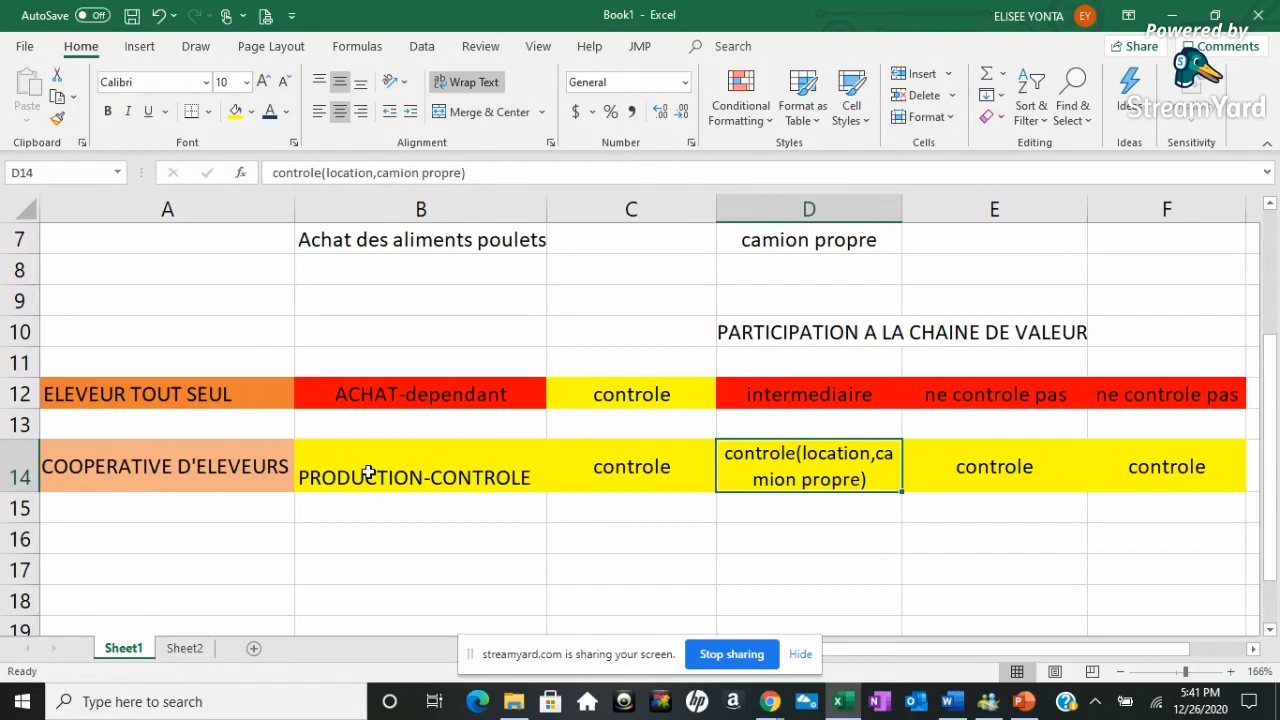 AutoSave Off
Book1 - Excel
ELISEE YONTA EY
Powered by
StreamYard
File Home Insert Draw Page Layout Formulas Data Review View Help JMP Search
Share Comments
Paste
Calibri 10
Wrap Text
General
Merge & Center
Conditional Formatting
Format as Table
Cell Styles
Insert
Delete
Format
Sort & Filter
Find & Select
Clipboard Font Alignment Number Styles Cells Editing Ideas Sensitivity
D14 fx controle(location,camion propre)
A B C D E F
7 Achat des aliments poulets camion propre
8
9
10 PARTICIPATION A LA CHAINE DE VALEUR
11
12 ELEVEUR TOUT SEUL ACHAT-dependant controle intermediaire ne controle pas ne controle pas
13
14 COOPERATIVE D'ELEVEURS PRODUCTION-CONTROLE controle controle(location,ca
mion propre) controle controle
15
16
17
18
19
Sheet1 Sheet2
streamyard.com is sharing your screen. Stop sharing Hide
Ready
166%
Type here to search
5:41 PM
12/26/2020